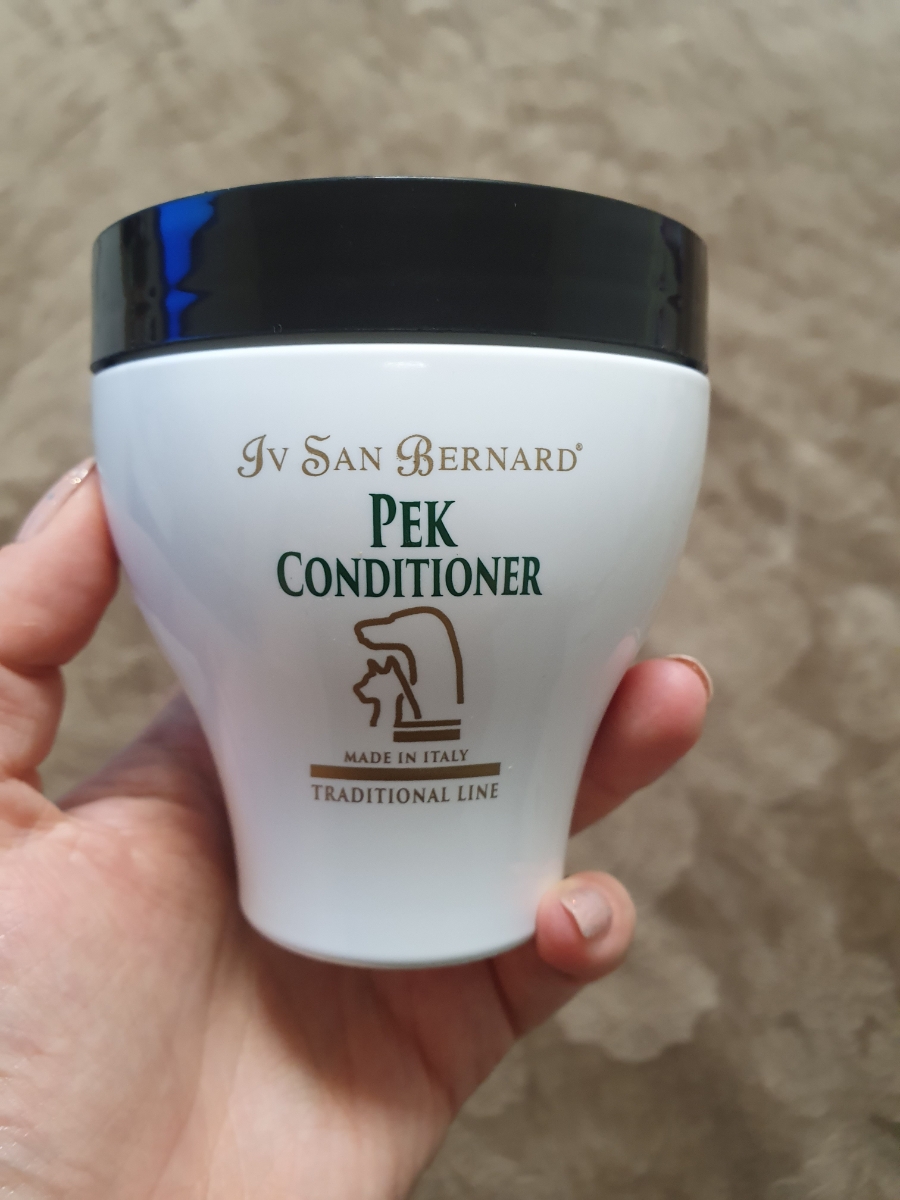 Iv San Bernard®
PEK
CONDITIONER
MADE IN ITALY
TRADITIONAL LINE